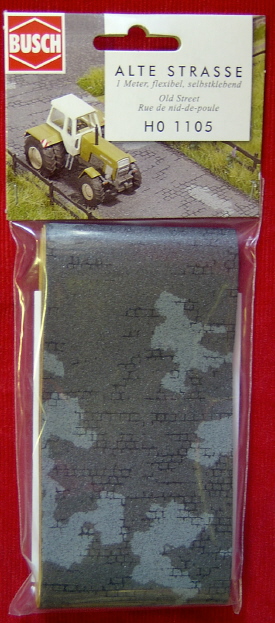 BUSCH
ALTE STRASSE
1 Meter, flexibel, selbstklebend
Old Street
Rue de nid-de-poule
H0 1105